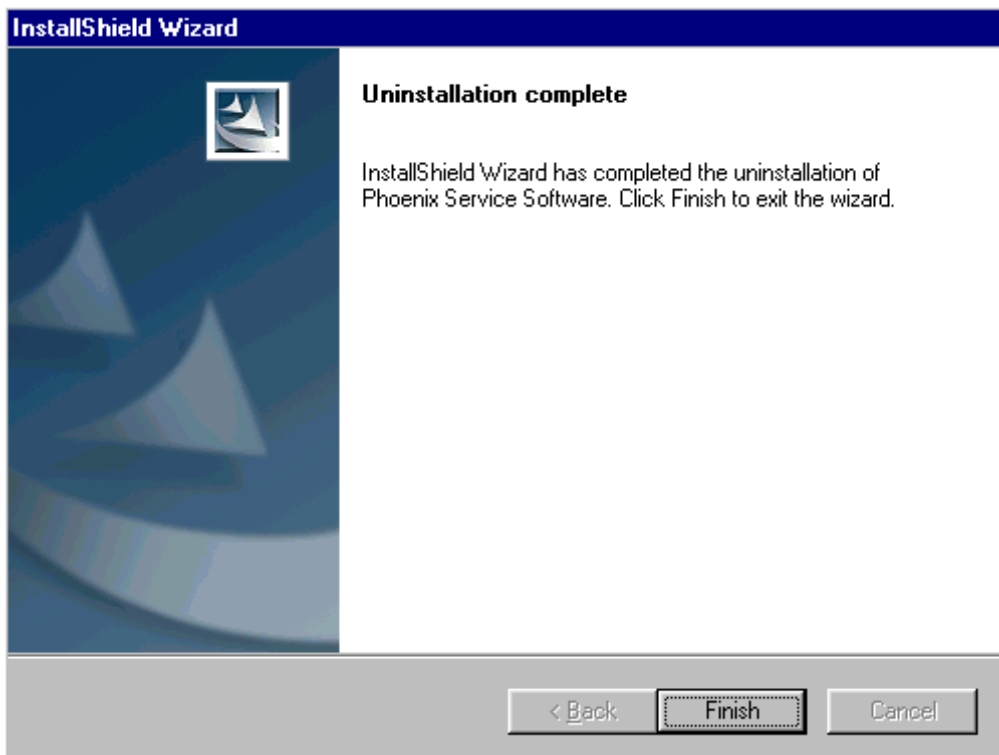 InstallShield Wizard
Uninstallation complete
InstallShield Wizard has completed the uninstallation of
Phoenix Service Software. Click Finish to exit the wizard.
< Back
Finish
Cancel